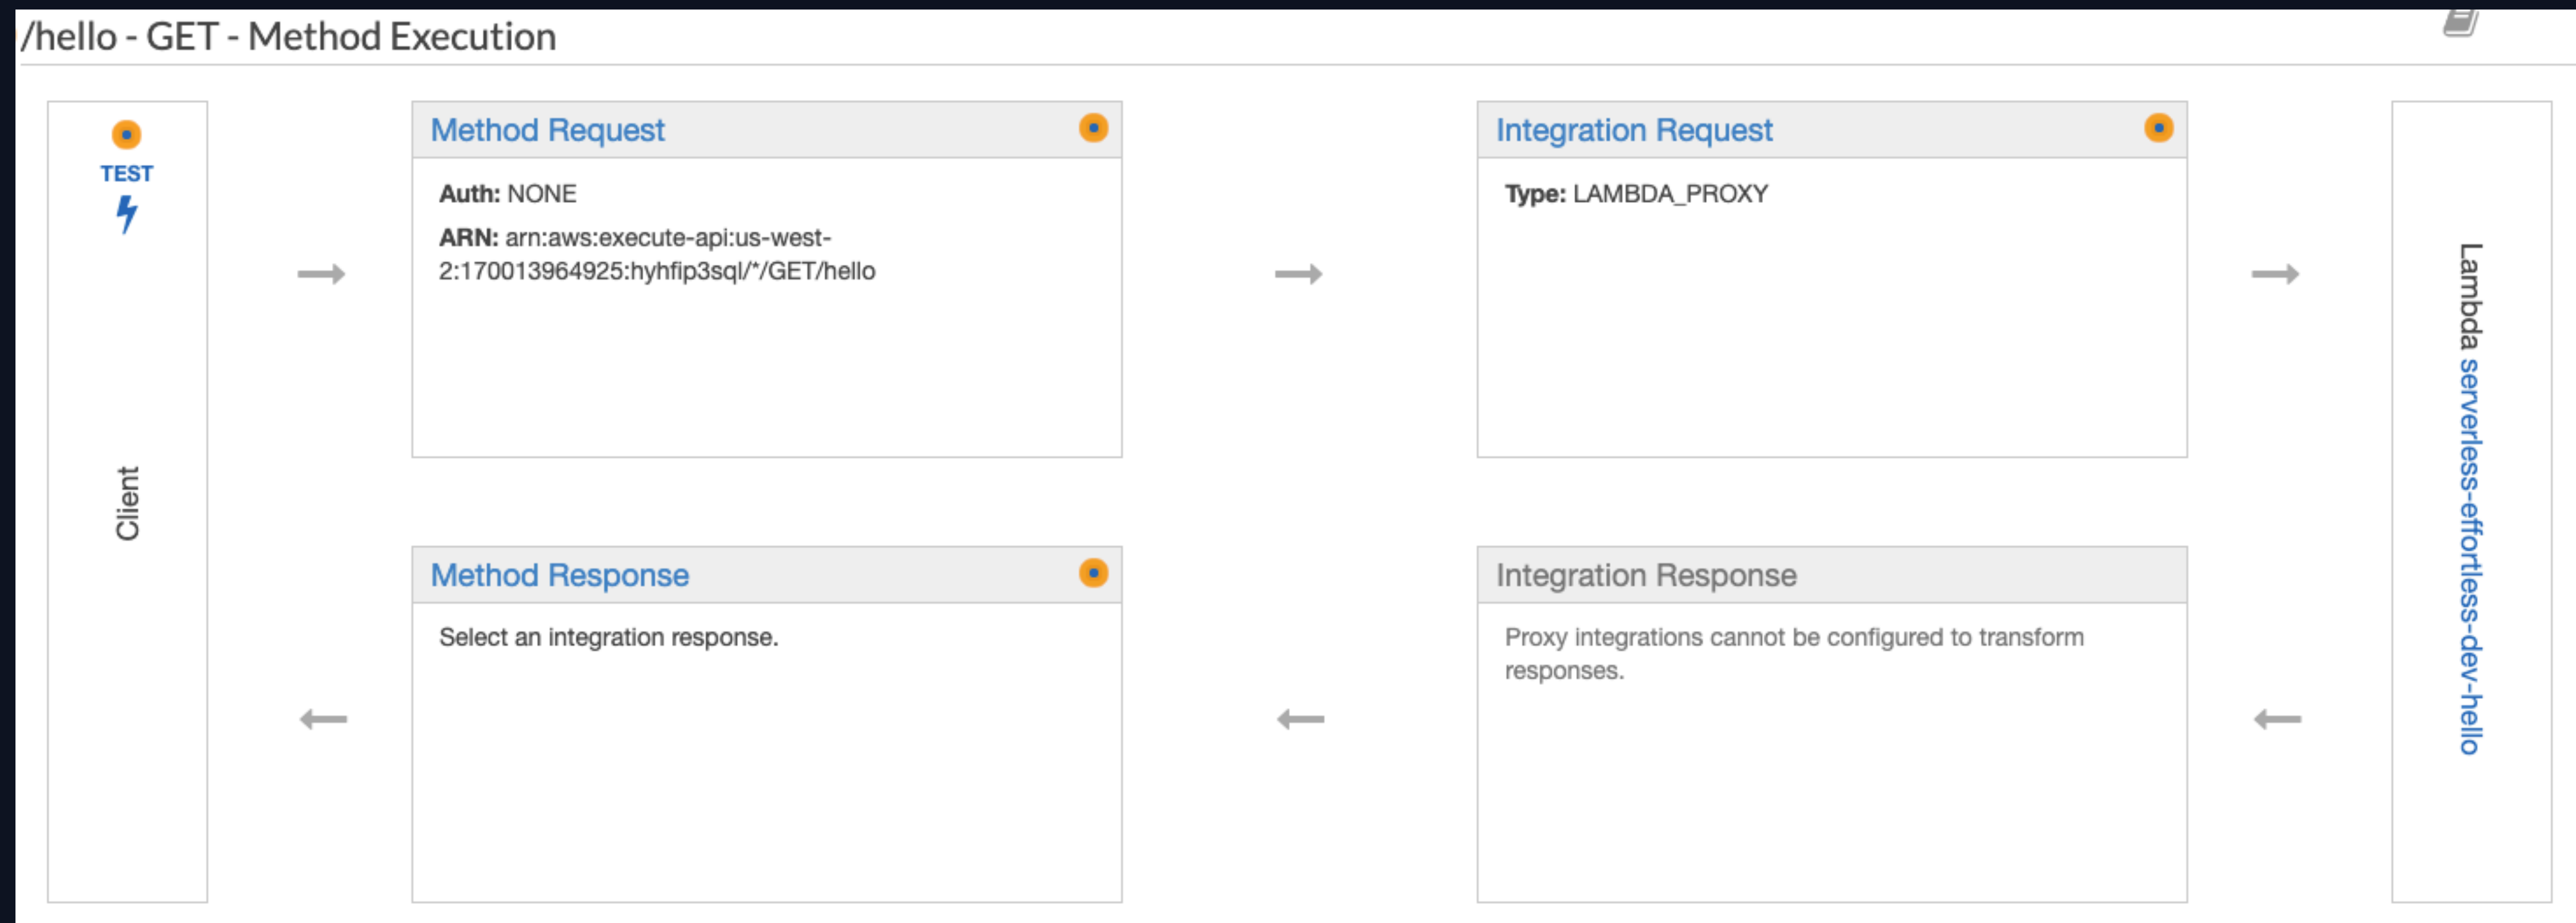 /hello - GET - Method Execution
TEST
Client
Method Request
Auth: NONE
ARN: arn:aws:execute-api:us-west-
2:170013964925:hyhfip3sql/*/GET/hello
Integration Request
Type: LAMBDA_PROXY
Lambda serverless-effortless-dev-hello
Method Response
Select an integration response.
Integration Response
Proxy integrations cannot be configured to transform
responses.